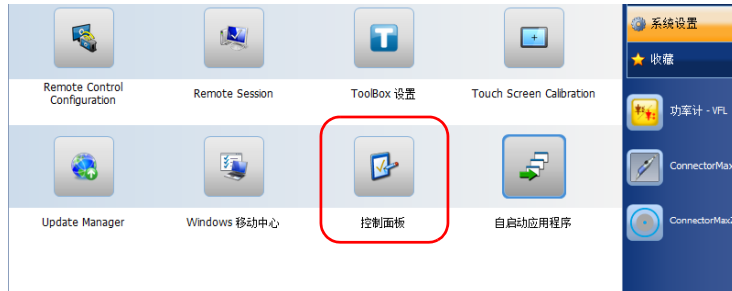 Remote Control
Configuration
Remote Session
ToolBox 设置
Touch Screen Calibration
Update Manager
Windows 移动中心
控制面板
自启动应用程序
系统设置
收藏
功率计 - VFL
ConnectorMax
ConnectorMax2